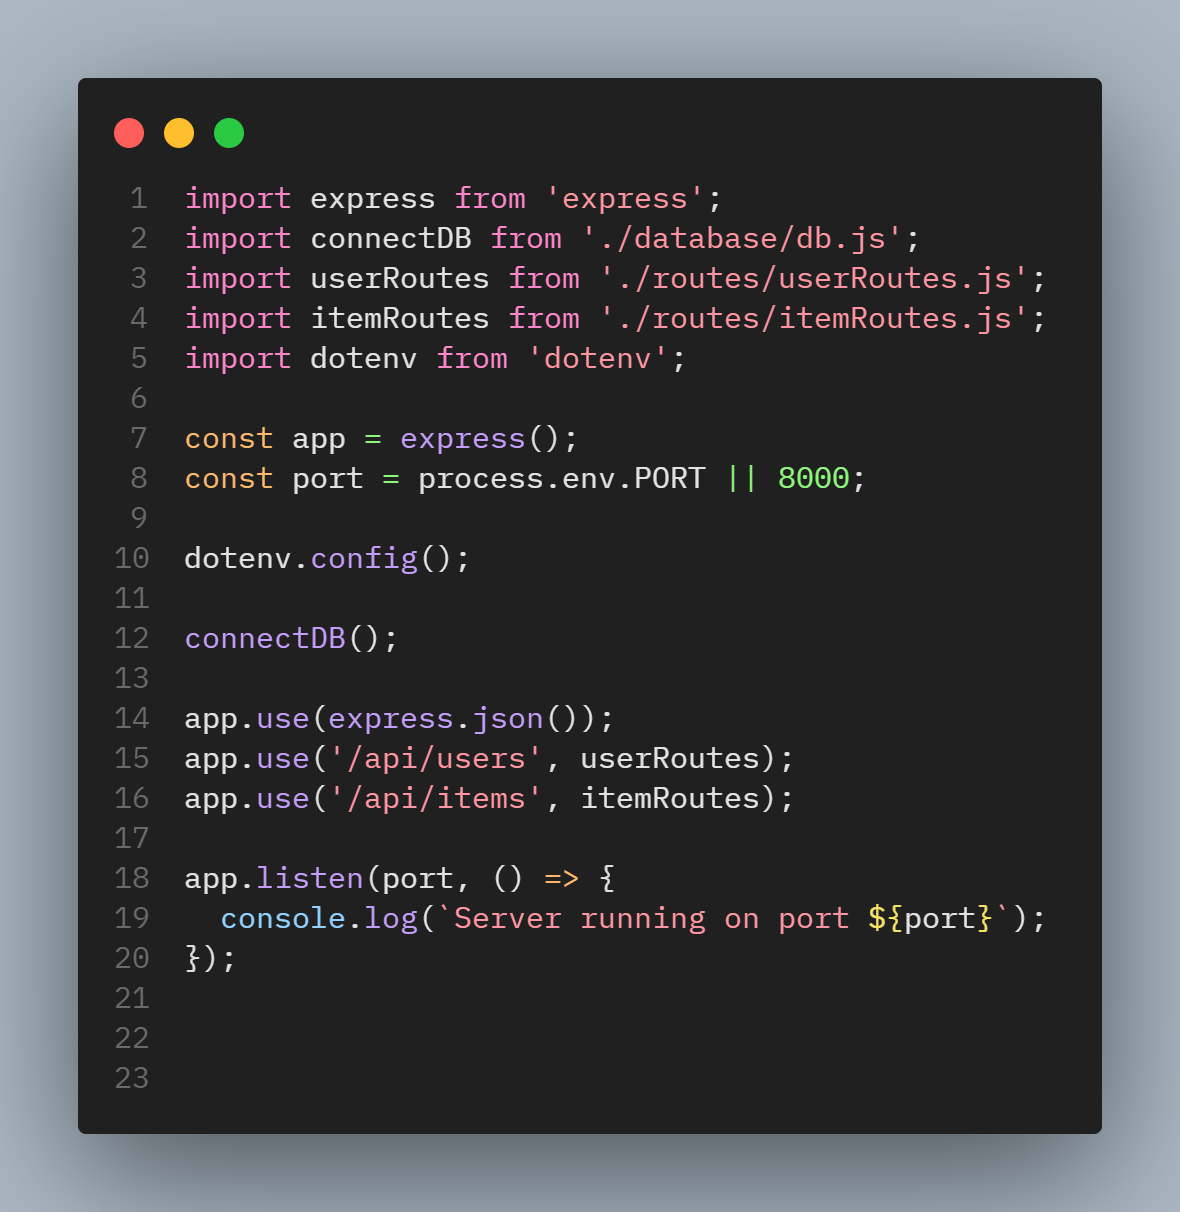 1 import express from 'express';
2 import connectDB from './database/db.js';
3 import userRoutes from './routes/userRoutes.js';
4 import itemRoutes from './routes/itemRoutes.js';
5 import dotenv from 'dotenv';
6
7 const app = express();
8 const port = process.env.PORT || 8000;
9
10 dotenv.config();
11
12 connectDB();
13
14 app.use(express.json());
15 app.use('/api/users', userRoutes);
16 app.use('/api/items', itemRoutes);
17
18 app.listen(port, () => {
19   console.log(`Server running on port ${port}`);
20 });
21
22
23